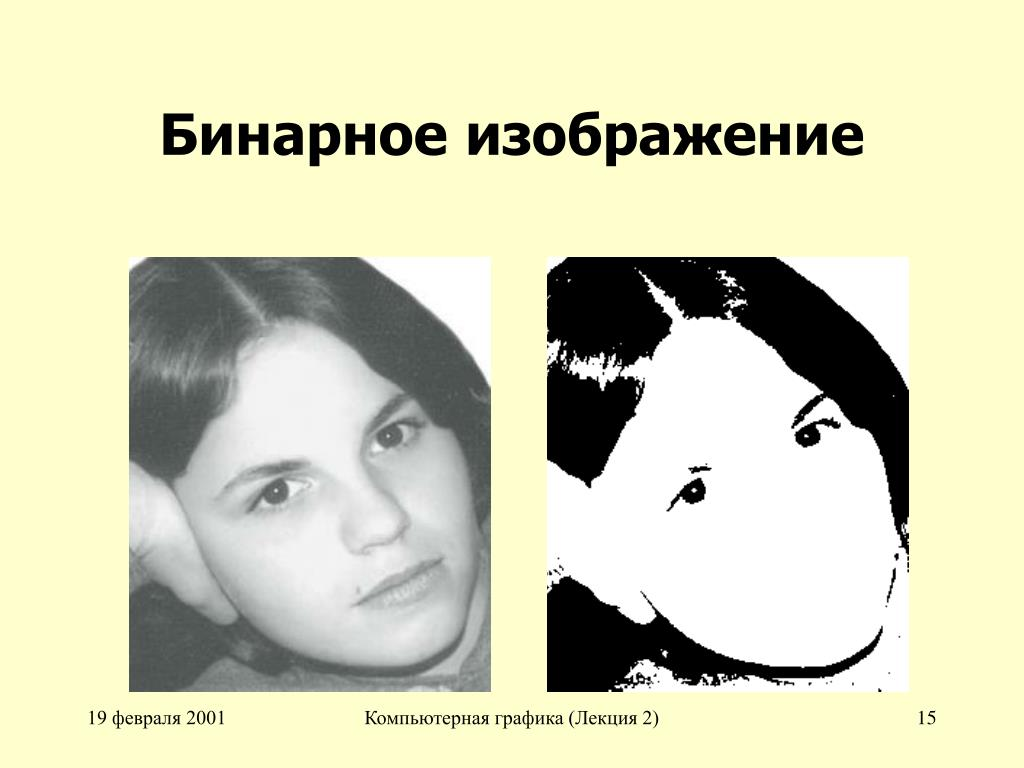 Бинарное изображение
19 февраля 2001
Компьютерная графика (Лекция 2)
15